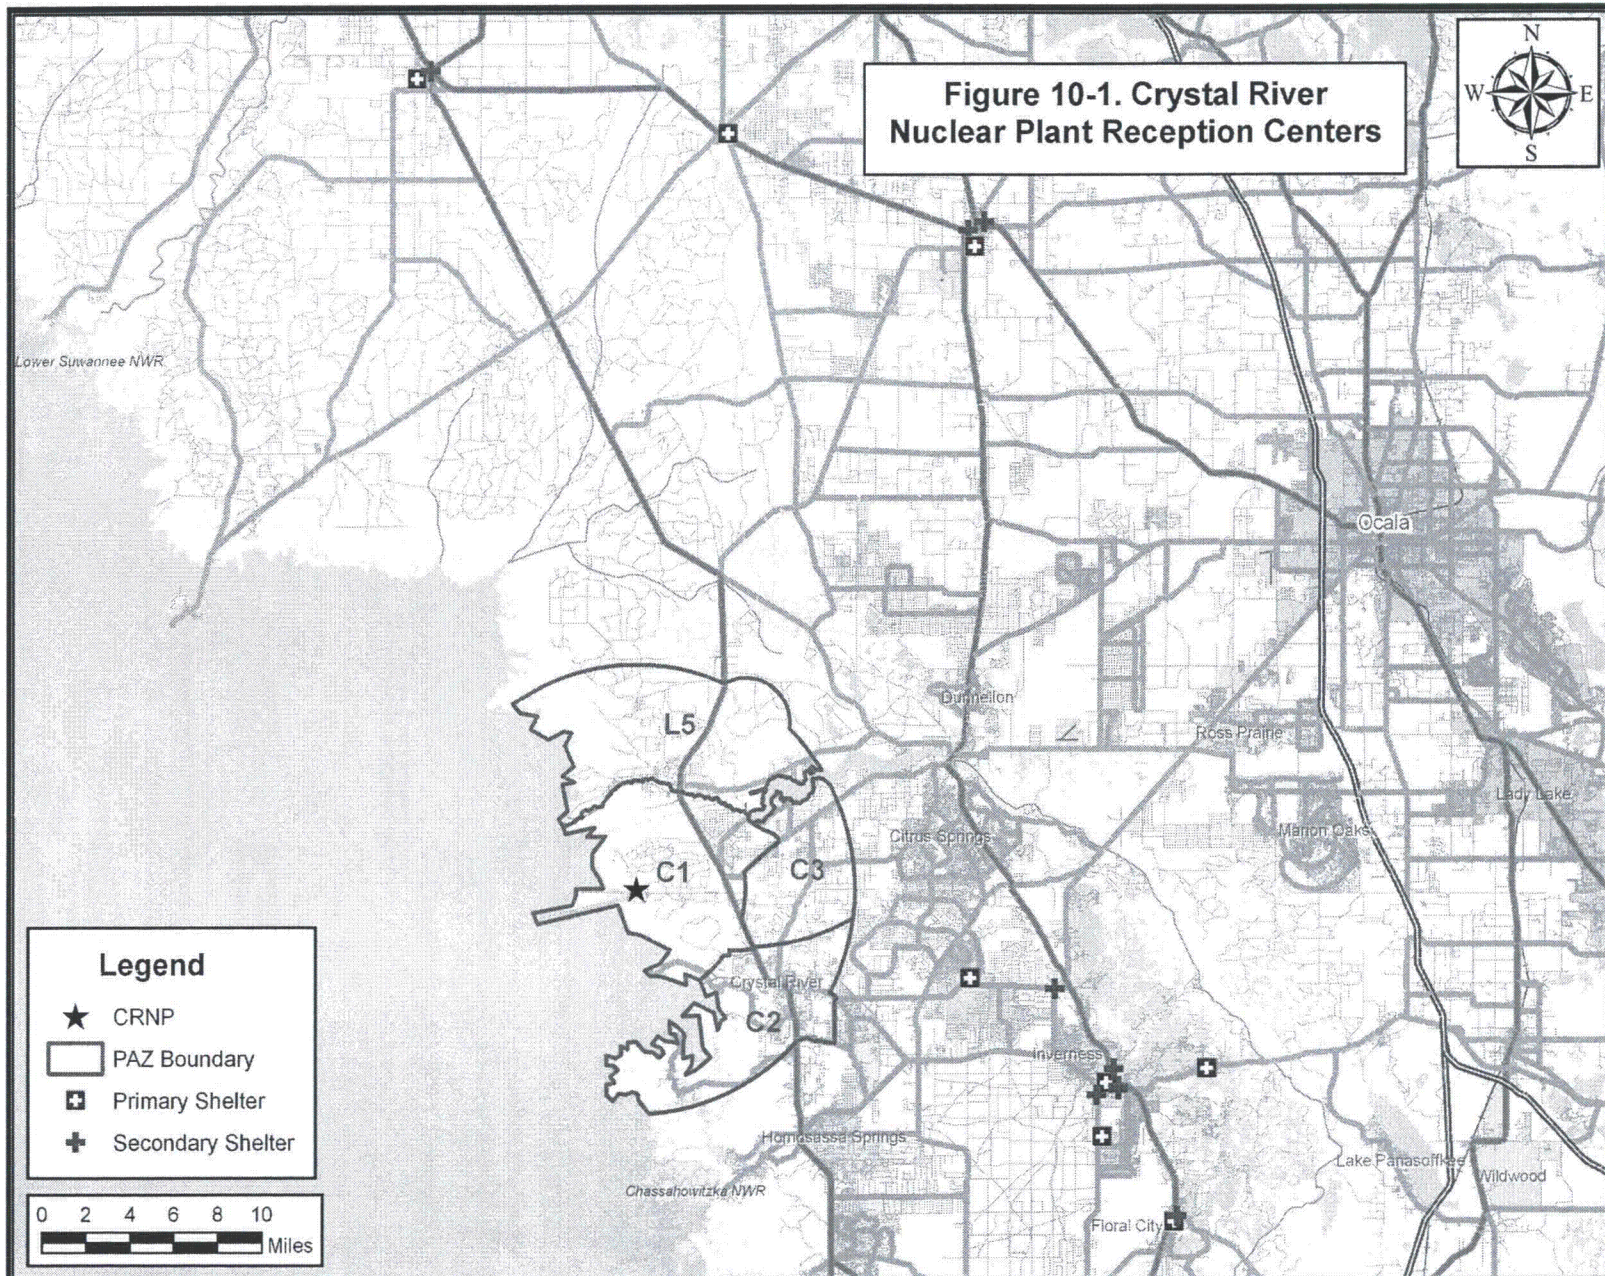 Figure 10-1. Crystal River
Nuclear Plant Reception Centers
N
W E
S
Lower Suwannee NWR
Ocala
Dunnellon
L5
Ross Prairie
Lady Lake
Citrus Springs
Marion Oaks
C1
C3
Crystal River
C2
Inverness
Homosassa Springs
Lake Panasoffkee
Wildwood
Chassahowitzka NWR
Floral City
Legend
CRNP
PAZ Boundary
Primary Shelter
Secondary Shelter
0 2 4 6 8 10
Miles